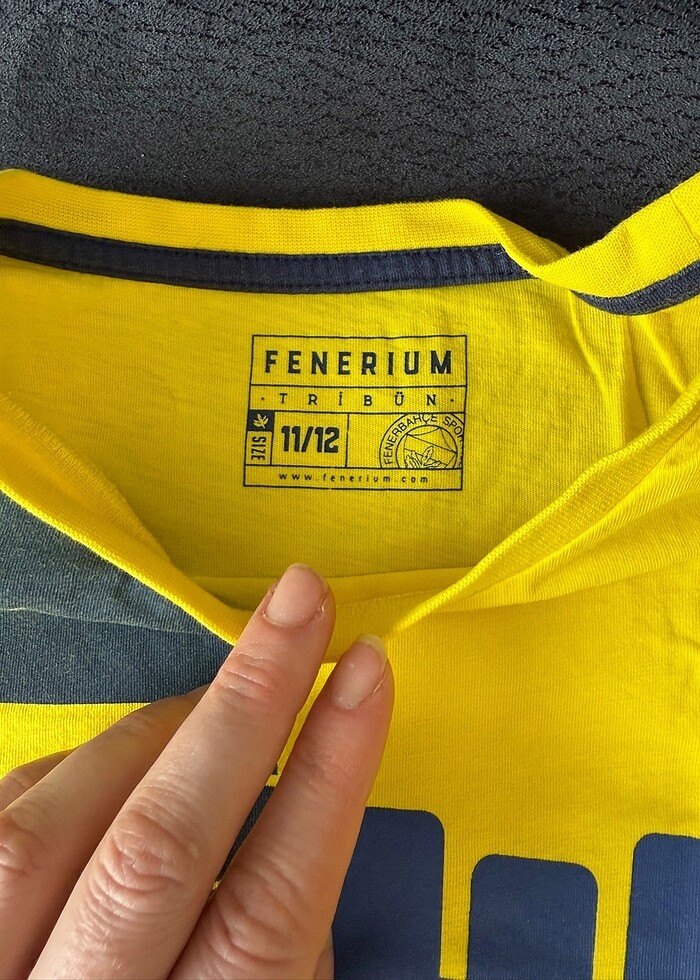 FENERIUM
· TRİBÜN ·
SIZE
11/12
FENERBAHÇE SPOR
www.fenerium.com